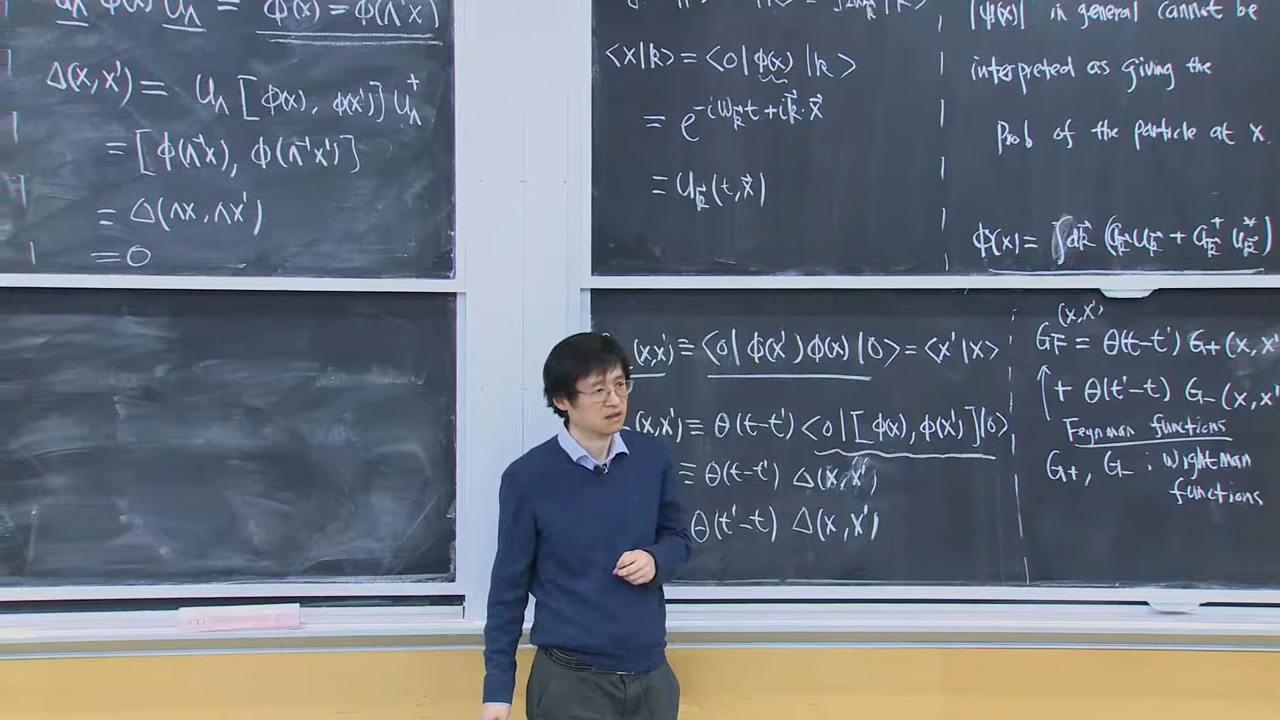 U_Λ φ(x) U_Λ = φ(x) = φ(Λ⁻¹x)
Δ(x,x') = U_Λ [φ(x), φ(x')] U_Λ†
= [φ(Λ⁻¹x), φ(Λ⁻¹x')]
= Δ(Λx, Λx')
= 0
<x|k> = <0|φ(x)|k>
= e^{-iω_k⃗ t + ik⃗·x⃗}
= u_k⃗(t, x⃗)
|ψ(x)| in general cannot be
interpreted as giving the
Prob of the particle at x.
φ(x) = ∫dk⃗ (a_k⃗ u_k⃗ + a_k⃗† u_k⃗*)
(x,x') ≡ <0|φ(x')φ(x)|0> = <x'|x>
(x,x') ≡ θ(t-t') <0|[φ(x), φ(x')]|0>
≡ θ(t-t') Δ(x,x')
θ(t'-t) Δ(x,x')
(x,x')
G_F = θ(t-t') G₊(x,x'
+ θ(t'-t) G₋(x,x'
Feynman functions
G₊, G₋ : Wightman
functions